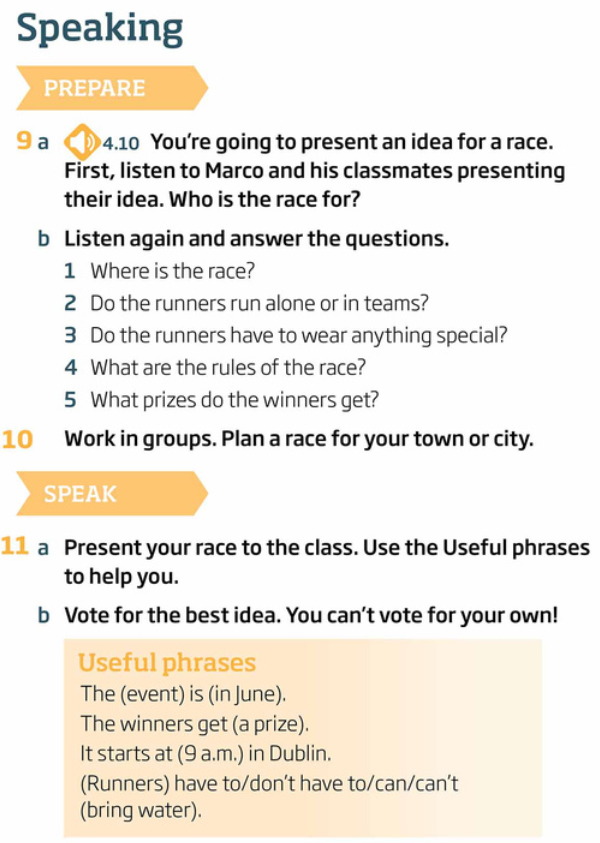 Speaking
PREPARE
9 a 4.10 You're going to present an idea for a race.
First, listen to Marco and his classmates presenting
their idea. Who is the race for?
b Listen again and answer the questions.
1 Where is the race?
2 Do the runners run alone or in teams?
3 Do the runners have to wear anything special?
4 What are the rules of the race?
5 What prizes do the winners get?
10 Work in groups. Plan a race for your town or city.
SPEAK
11 a Present your race to the class. Use the Useful phrases
to help you.
b Vote for the best idea. You can't vote for your own!
Useful phrases
The (event) is (in June).
The winners get (a prize).
It starts at (9 a.m.) in Dublin.
(Runners) have to/don't have to/can/can't
(bring water).